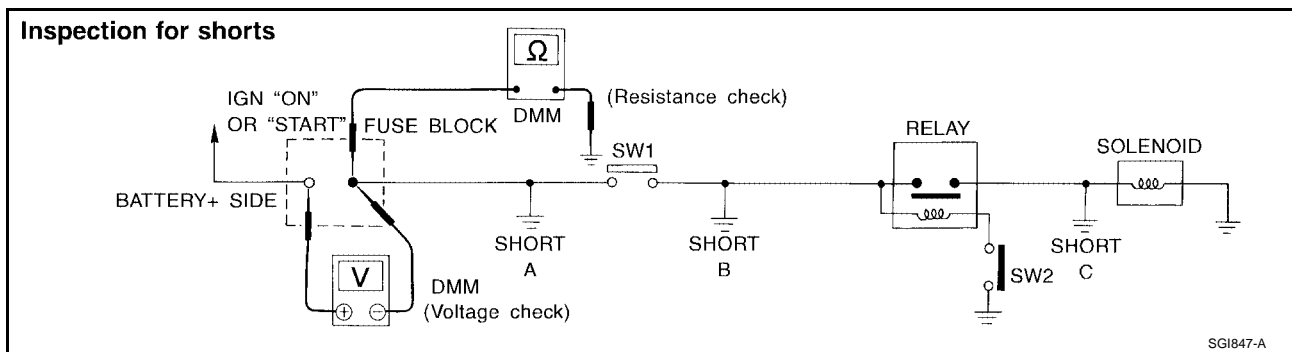 Inspection for shorts
IGN "ON"
OR "START"
FUSE BLOCK
Ω
DMM
(Resistance check)
SW1
RELAY
SOLENOID
BATTERY+ SIDE
SHORT
A
SHORT
B
SHORT
C
SW2
V
+ −
DMM
(Voltage check)
SGI847-A